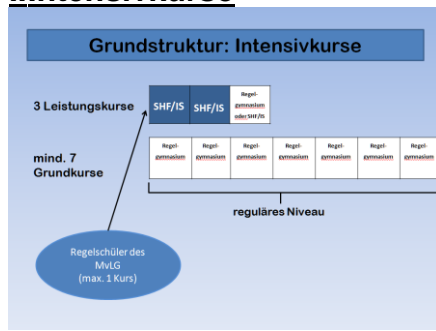 Grundstruktur: Intensivkurse
3 Leistungskurse
SHF/IS SHF/IS
Regel-
gymnasium
oder SHF/IS
mind. 7
Grundkurse
Regel- Regel- Regel- Regel- Regel- Regel- Regel-
gymnasium gymnasium gymnasium gymnasium gymnasium gymnasium gymnasium
reguläres Niveau
Regelschüler des
MvLG
(max. 1 Kurs)